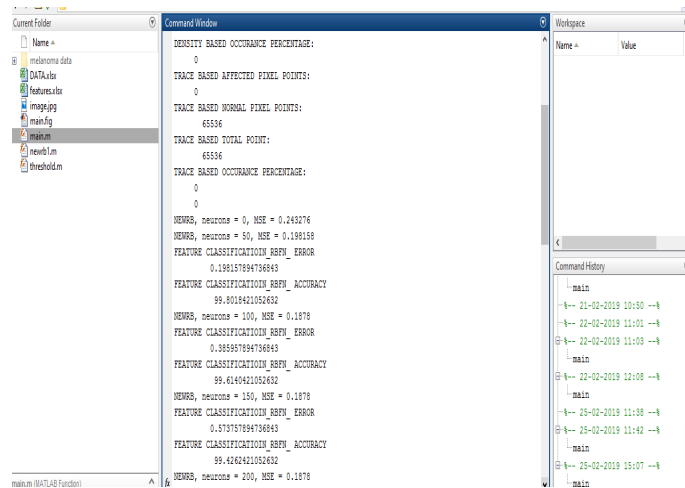 Current Folder
Name
melanoma data
DATA.xlsx
features.xlsx
image.jpg
main.fig
main.m
newrb1.m
threshold.m
main.m (MATLAB Function)
Command Window
DENSITY BASED OCCURANCE PERCENTAGE:
0
TRACE BASED AFFECTED PIXEL POINTS:
0
TRACE BASED NORMAL PIXEL POINTS:
65536
TRACE BASED TOTAL POINT:
65536
TRACE BASED OCCURANCE PERCENTAGE:
0
0
NEWRB, neurons = 0, MSE = 0.243276
NEWRB, neurons = 50, MSE = 0.198158
FEATURE CLASSIFICATIOIN_RBFN_ ERROR
0.198157894736843
FEATURE CLASSIFICATIOIN_RBFN_ ACCURACY
99.8018421052632
NEWRB, neurons = 100, MSE = 0.1878
FEATURE CLASSIFICATIOIN_RBFN_ ERROR
0.385957894736843
FEATURE CLASSIFICATIOIN_RBFN_ ACCURACY
99.6140421052632
NEWRB, neurons = 150, MSE = 0.1878
FEATURE CLASSIFICATIOIN_RBFN_ ERROR
0.573757894736843
FEATURE CLASSIFICATIOIN_RBFN_ ACCURACY
99.4262421052632
fx NEWRB, neurons = 200, MSE = 0.1878
Workspace
Name Value
Command History
main
%-- 21-02-2019 10:50 --%
%-- 22-02-2019 11:01 --%
%-- 22-02-2019 11:03 --%
main
%-- 22-02-2019 12:08 --%
main
%-- 25-02-2019 11:38 --%
%-- 25-02-2019 11:42 --%
main
%-- 25-02-2019 15:07 --%
main